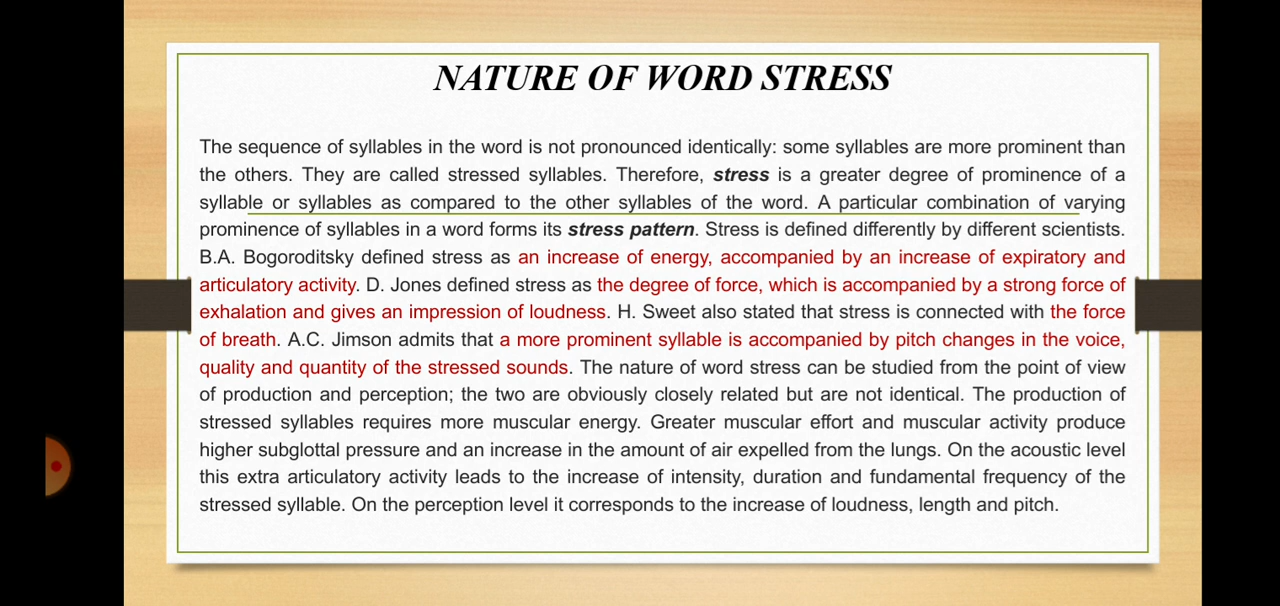 NATURE OF WORD STRESS
The sequence of syllables in the word is not pronounced identically: some syllables are more prominent than
the others. They are called stressed syllables. Therefore, stress is a greater degree of prominence of a
syllable or syllables as compared to the other syllables of the word. A particular combination of varying
prominence of syllables in a word forms its stress pattern. Stress is defined differently by different scientists.
B.A. Bogoroditsky defined stress as an increase of energy, accompanied by an increase of expiratory and
articulatory activity. D. Jones defined stress as the degree of force, which is accompanied by a strong force of
exhalation and gives an impression of loudness. H. Sweet also stated that stress is connected with the force
of breath. A.C. Jimson admits that a more prominent syllable is accompanied by pitch changes in the voice,
quality and quantity of the stressed sounds. The nature of word stress can be studied from the point of view
of production and perception; the two are obviously closely related but are not identical. The production of
stressed syllables requires more muscular energy. Greater muscular effort and muscular activity produce
higher subglottal pressure and an increase in the amount of air expelled from the lungs. On the acoustic level
this extra articulatory activity leads to the increase of intensity, duration and fundamental frequency of the
stressed syllable. On the perception level it corresponds to the increase of loudness, length and pitch.